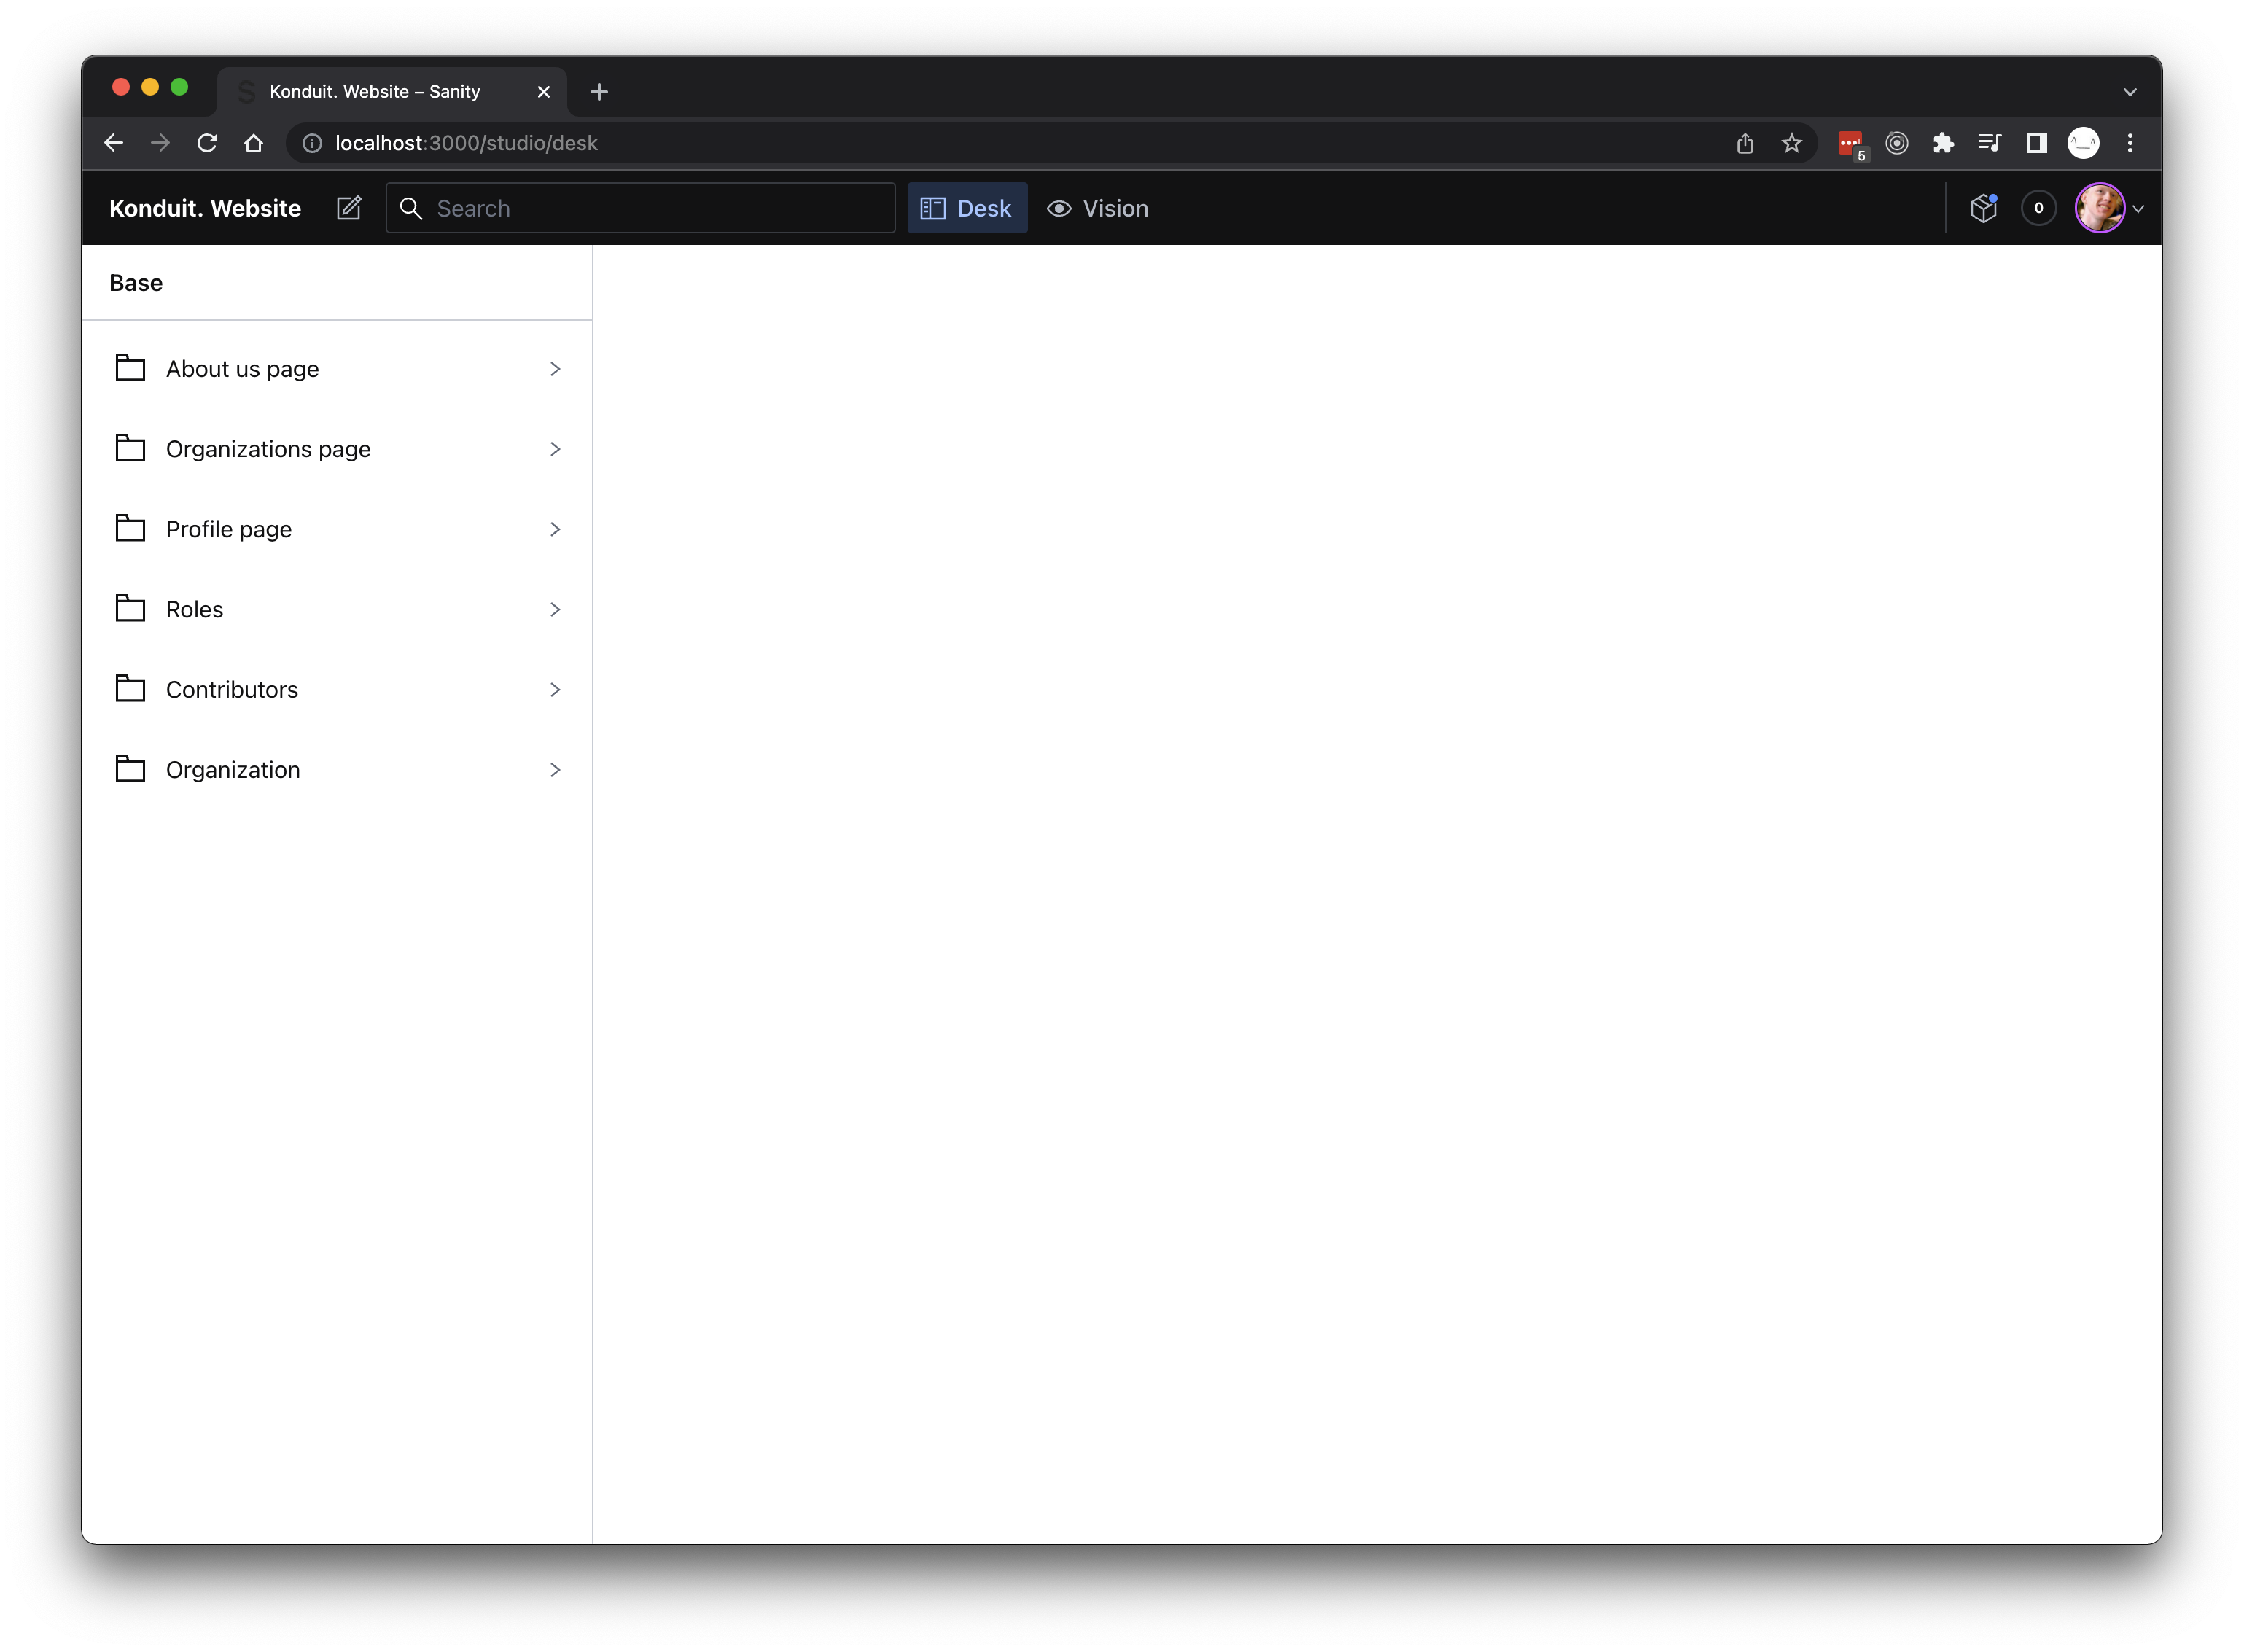 Konduit. Website – Sanity
localhost:3000/studio/desk
5
Konduit. Website
Search
Desk
Vision
0
Base
About us page
Organizations page
Profile page
Roles
Contributors
Organization